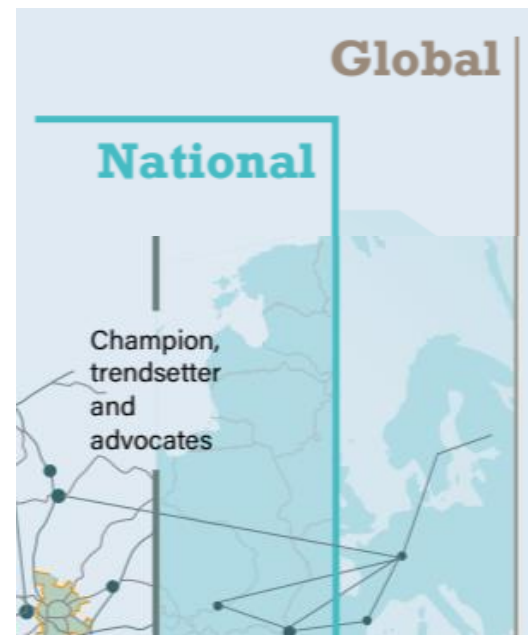 Global
National
Champion,
trendsetter
and
advocates